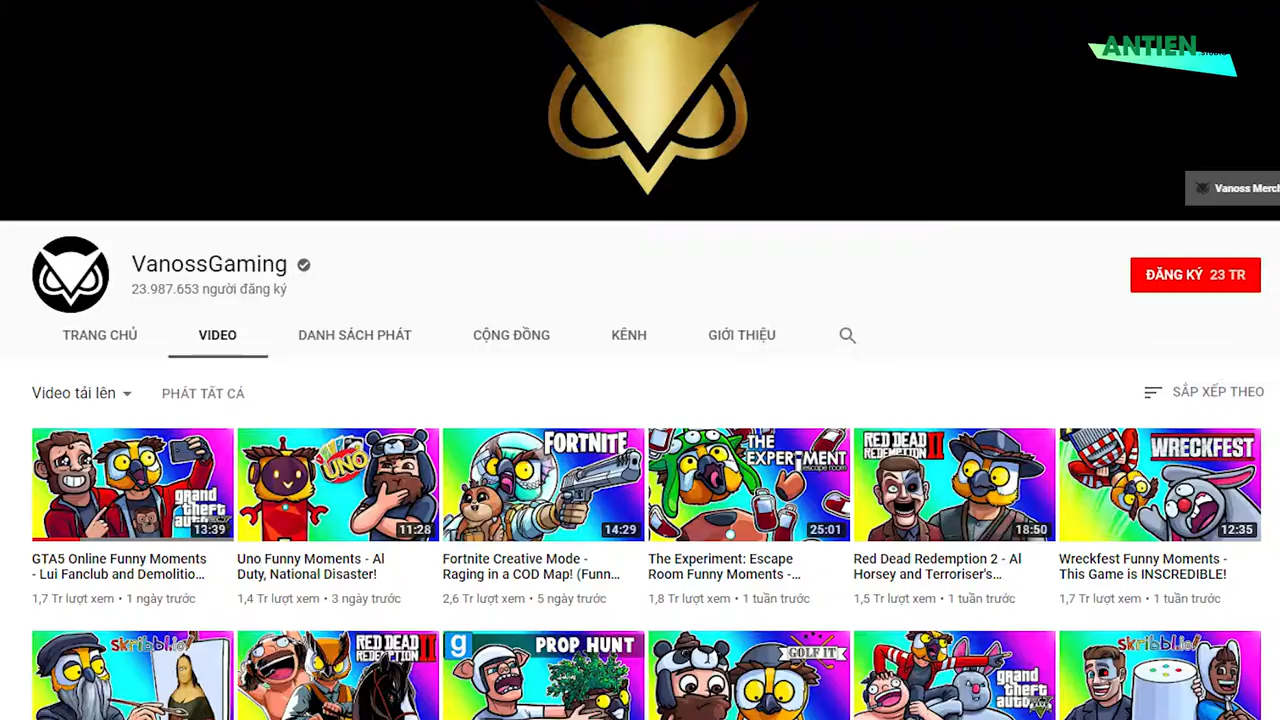 ANTIEN
STUDIO
Vanoss Merch
VanossGaming
23.987.653 người đăng ký
ĐĂNG KÝ 23 TR
TRANG CHỦ VIDEO DANH SÁCH PHÁT CỘNG ĐỒNG KÊNH GIỚI THIỆU
Video tải lên PHÁT TẤT CẢ SẮP XẾP THEO
grand
theft
auto V
13:39
UNO
11:28
FORTNITE
14:29
THE
EXPERIMENT
escape room
25:01
RED DEAD
REDEMPTION II
18:50
WRECKFEST
12:35
GTA5 Online Funny Moments
- Lui Fanclub and Demolitio...
1,7 Tr lượt xem • 1 ngày trước
Uno Funny Moments - Al
Duty, National Disaster!
1,4 Tr lượt xem • 3 ngày trước
Fortnite Creative Mode -
Raging in a COD Map! (Funn...
2,6 Tr lượt xem • 5 ngày trước
The Experiment: Escape
Room Funny Moments -...
1,8 Tr lượt xem • 1 tuần trước
Red Dead Redemption 2 - Al
Horsey and Terroriser's...
1,5 Tr lượt xem • 1 tuần trước
Wreckfest Funny Moments -
This Game is INSCREDIBLE!
1,7 Tr lượt xem • 1 tuần trước
skribbl.io
RED DEAD
REDEMPTION II
g PROP HUNT
GOLF IT
grand
theft
auto V
skribbl.io